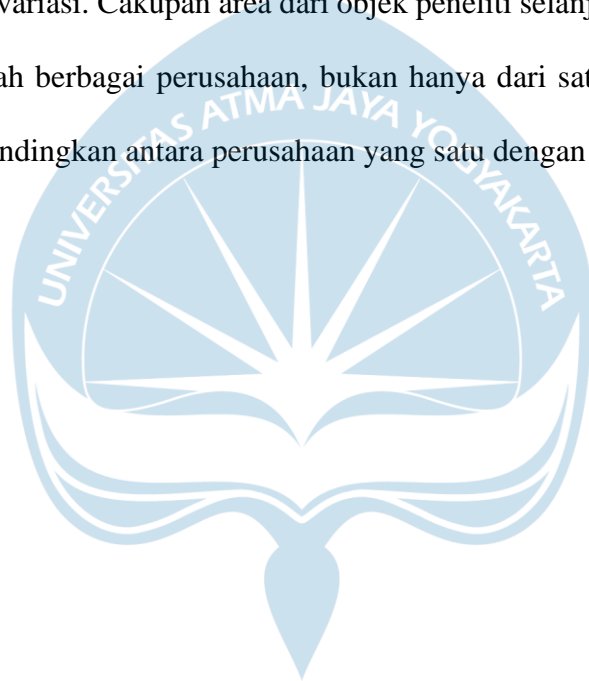 variasi. Cakupan area dari objek peneliti selanj
ah berbagai perusahaan, bukan hanya dari sat
ndingkan antara perusahaan yang satu dengan
UNIVERSITAS ATMA JAYA YOGYAKARTA